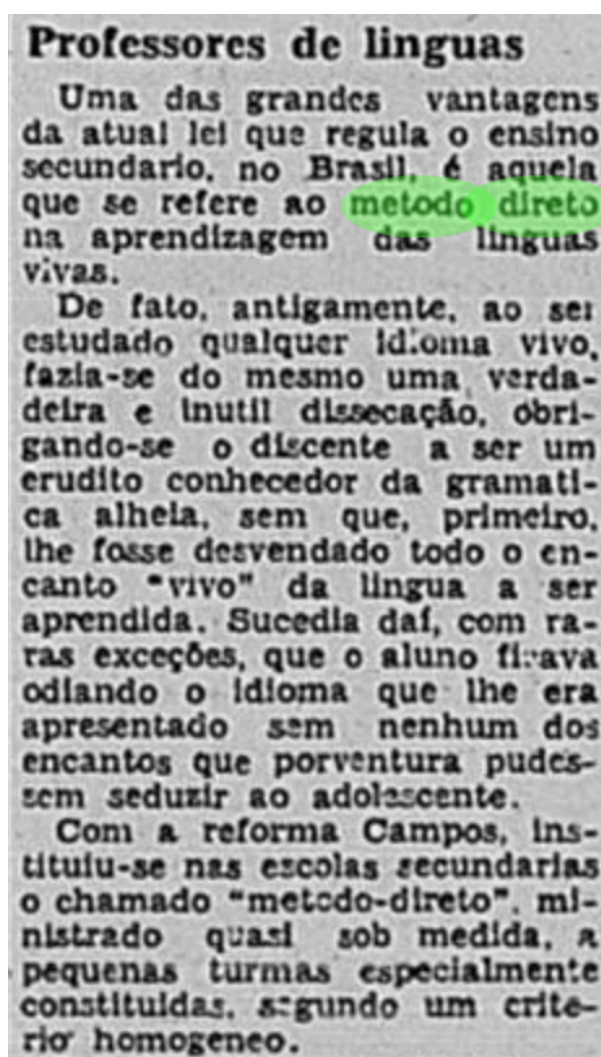 Professores de linguas
Uma das grandes vantagens
da atual lei que regula o ensino
secundario, no Brasil, é aquela
que se refere ao metodo direto
na aprendizagem das linguas
vivas.
De fato, antigamente, ao ser
estudado qualquer idioma vivo,
fazia-se do mesmo uma verda-
deira e inutil dissecação, obri-
gando-se o discente a ser um
erudito conhecedor da gramati-
ca alheia, sem que, primeiro,
lhe fosse desvendado todo o en-
canto "vivo" da lingua a ser
aprendida. Sucedia daí, com ra-
ras exceções, que o aluno ficava
odiando o idioma que lhe era
apresentado sem nenhum dos
encantos que porventura pudes-
sem seduzir ao adolescente.
Com a reforma Campos, ins-
tituiu-se nas escolas secundarias
o chamado "metodo-direto", mi-
nistrado quasi sob medida, a
pequenas turmas especialmente
constituidas, segundo um crite-
rio homogeneo.